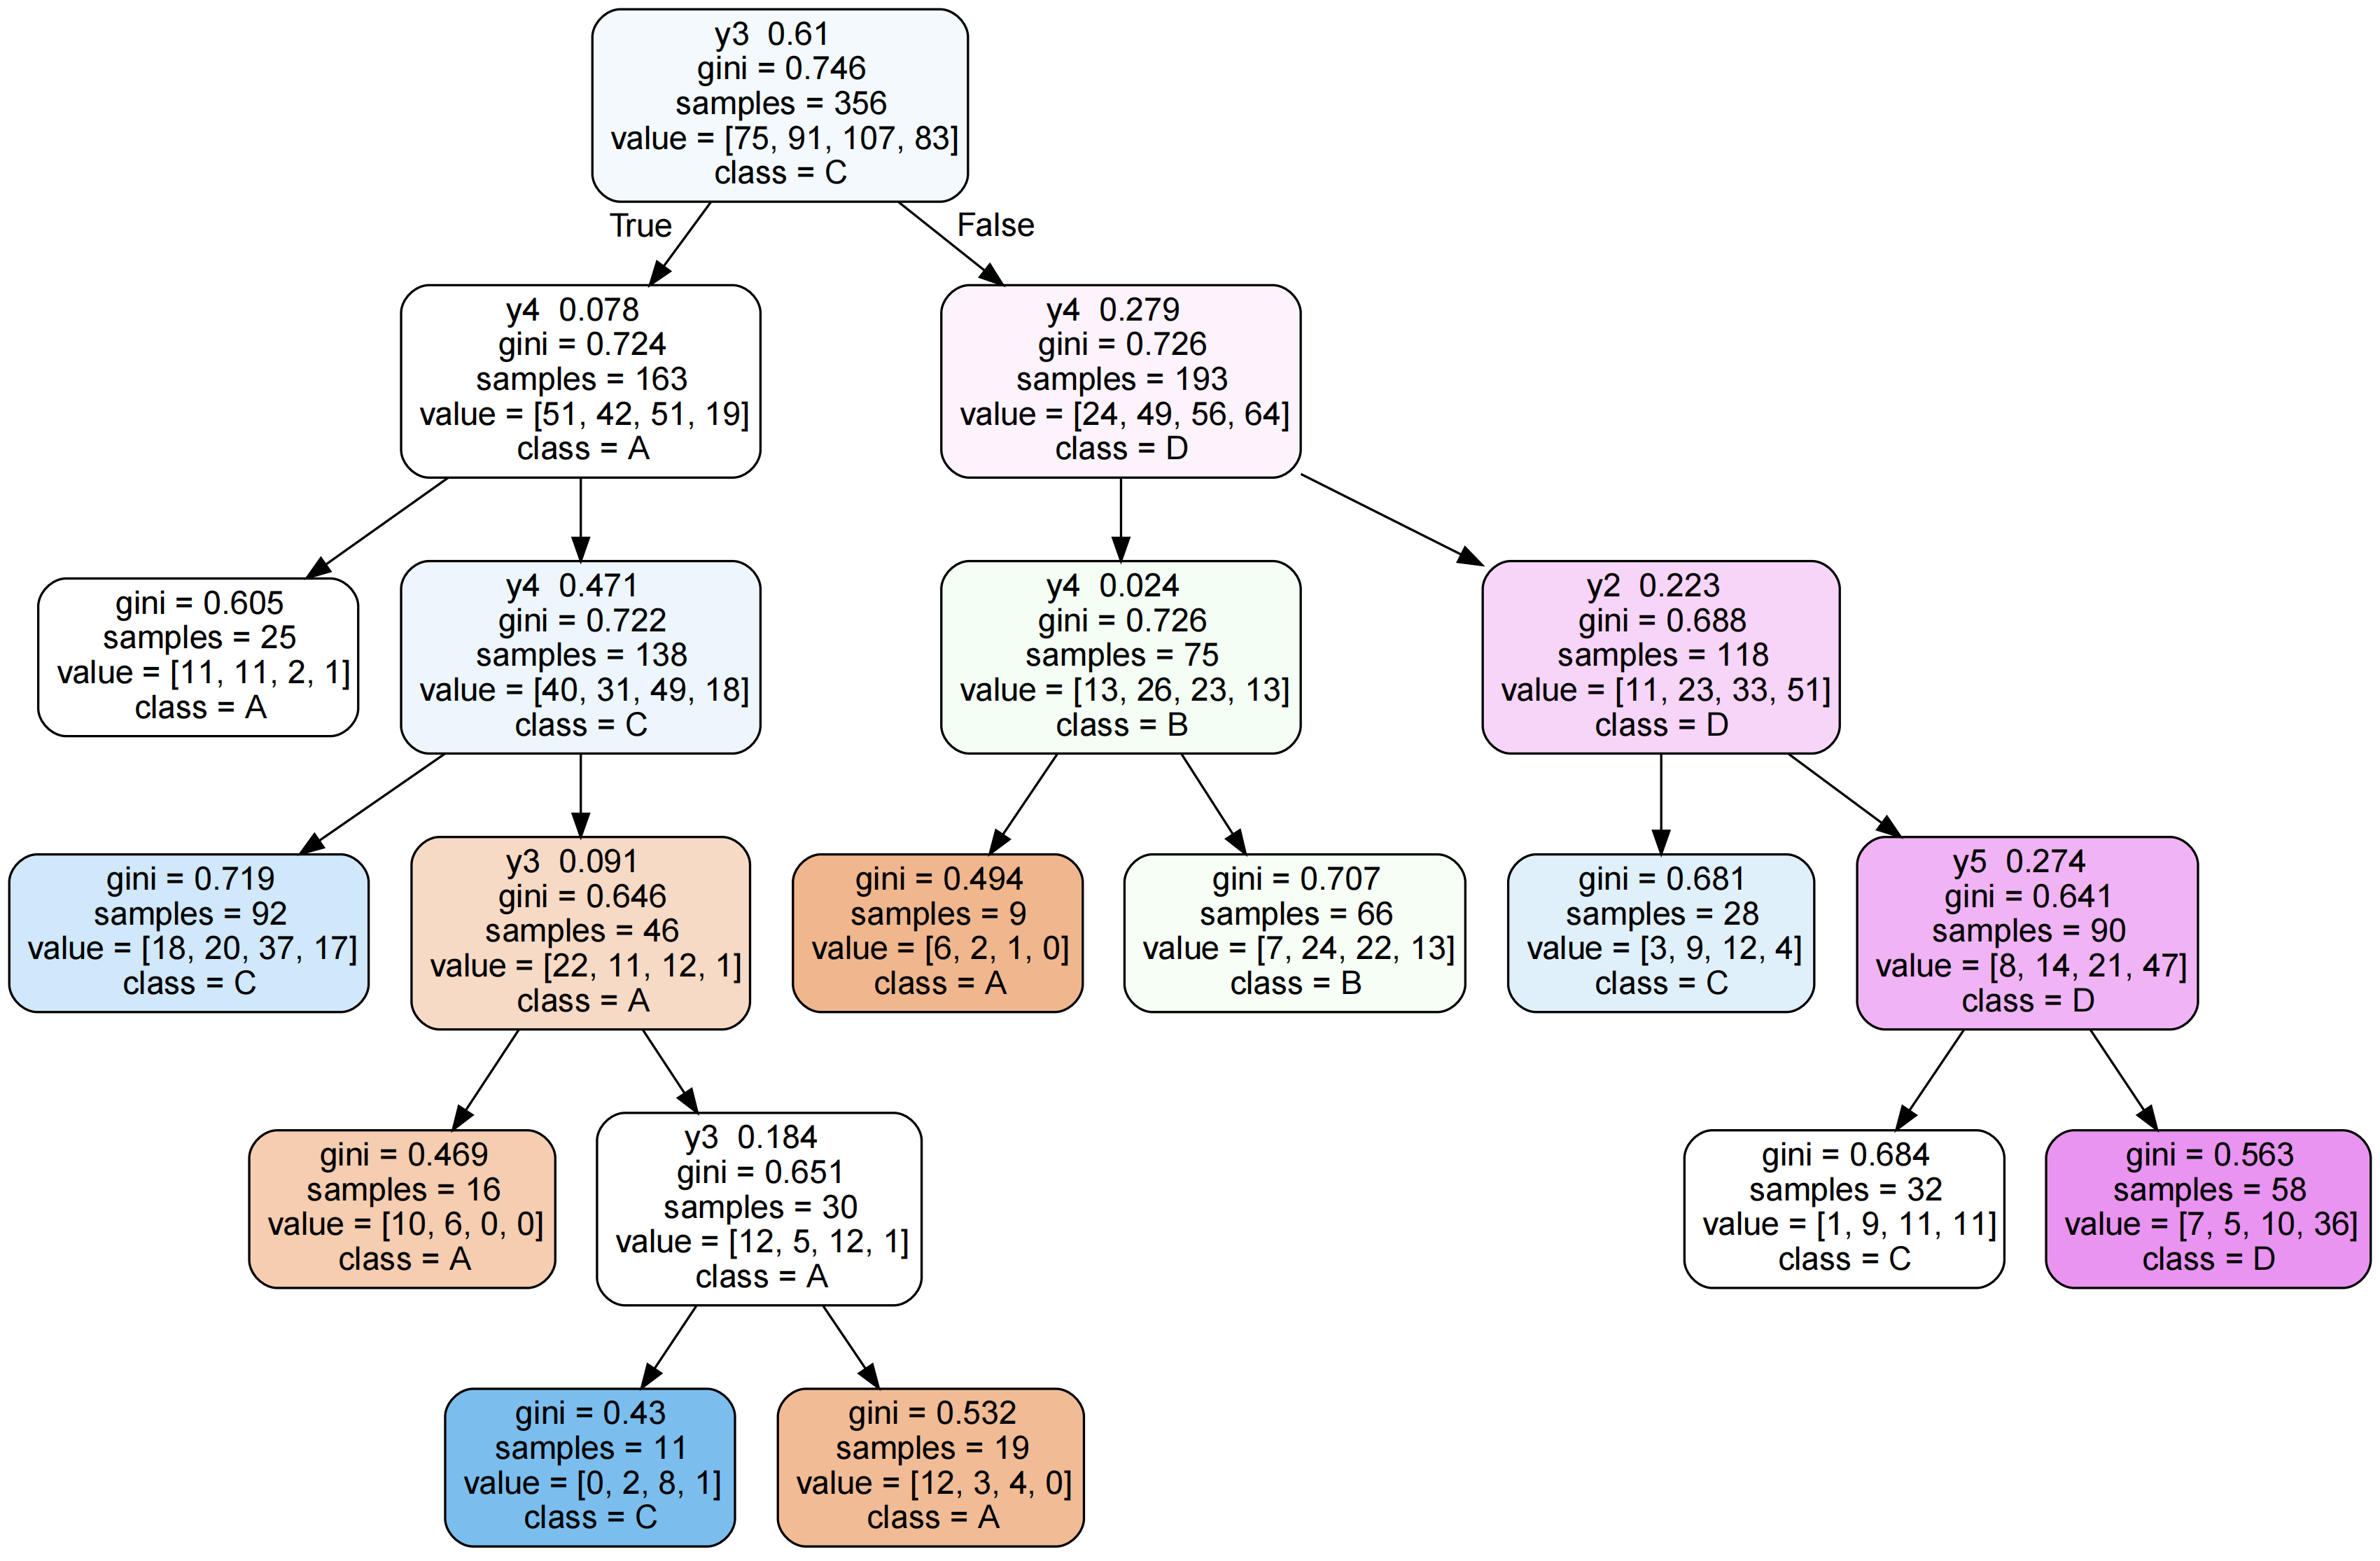 y3  0.61
gini = 0.746
samples = 356
value = [75, 91, 107, 83]
class = C
True
False
y4  0.078
gini = 0.724
samples = 163
value = [51, 42, 51, 19]
class = A
y4  0.279
gini = 0.726
samples = 193
value = [24, 49, 56, 64]
class = D
gini = 0.605
samples = 25
value = [11, 11, 2, 1]
class = A
y4  0.471
gini = 0.722
samples = 138
value = [40, 31, 49, 18]
class = C
y4  0.024
gini = 0.726
samples = 75
value = [13, 26, 23, 13]
class = B
y2  0.223
gini = 0.688
samples = 118
value = [11, 23, 33, 51]
class = D
gini = 0.719
samples = 92
value = [18, 20, 37, 17]
class = C
y3  0.091
gini = 0.646
samples = 46
value = [22, 11, 12, 1]
class = A
gini = 0.494
samples = 9
value = [6, 2, 1, 0]
class = A
gini = 0.707
samples = 66
value = [7, 24, 22, 13]
class = B
gini = 0.681
samples = 28
value = [3, 9, 12, 4]
class = C
y5  0.274
gini = 0.641
samples = 90
value = [8, 14, 21, 47]
class = D
gini = 0.469
samples = 16
value = [10, 6, 0, 0]
class = A
y3  0.184
gini = 0.651
samples = 30
value = [12, 5, 12, 1]
class = A
gini = 0.684
samples = 32
value = [1, 9, 11, 11]
class = C
gini = 0.563
samples = 58
value = [7, 5, 10, 36]
class = D
gini = 0.43
samples = 11
value = [0, 2, 8, 1]
class = C
gini = 0.532
samples = 19
value = [12, 3, 4, 0]
class = A